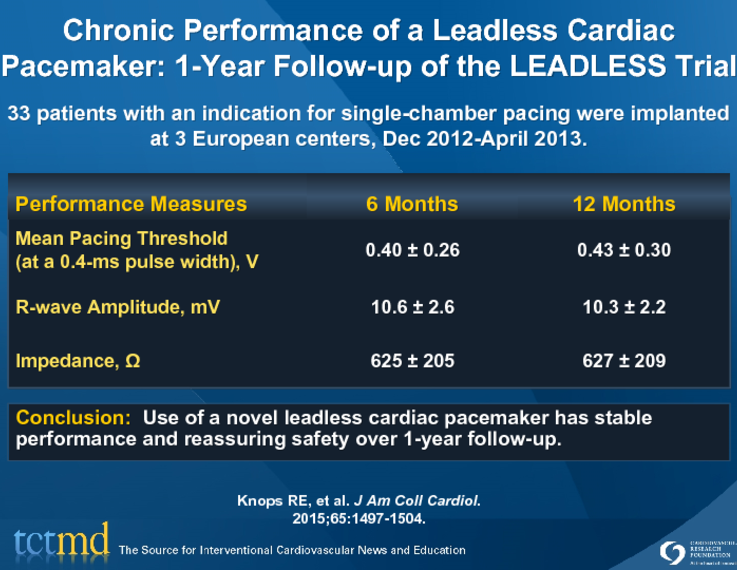 Chronic Performance of a Leadless Cardiac
Pacemaker: 1-Year Follow-up of the LEADLESS Trial
33 patients with an indication for single-chamber pacing were implanted
at 3 European centers, Dec 2012-April 2013.
Performance Measures 6 Months 12 Months
Mean Pacing Threshold
(at a 0.4-ms pulse width), V 0.40 ± 0.26 0.43 ± 0.30
R-wave Amplitude, mV 10.6 ± 2.6 10.3 ± 2.2
Impedance, Ω 625 ± 205 627 ± 209
Conclusion: Use of a novel leadless cardiac pacemaker has stable
performance and reassuring safety over 1-year follow-up.
Knops RE, et al. J Am Coll Cardiol.
2015;65:1497-1504.
tctmd The Source for Interventional Cardiovascular News and Education
RESEARCH
FOUNDATION